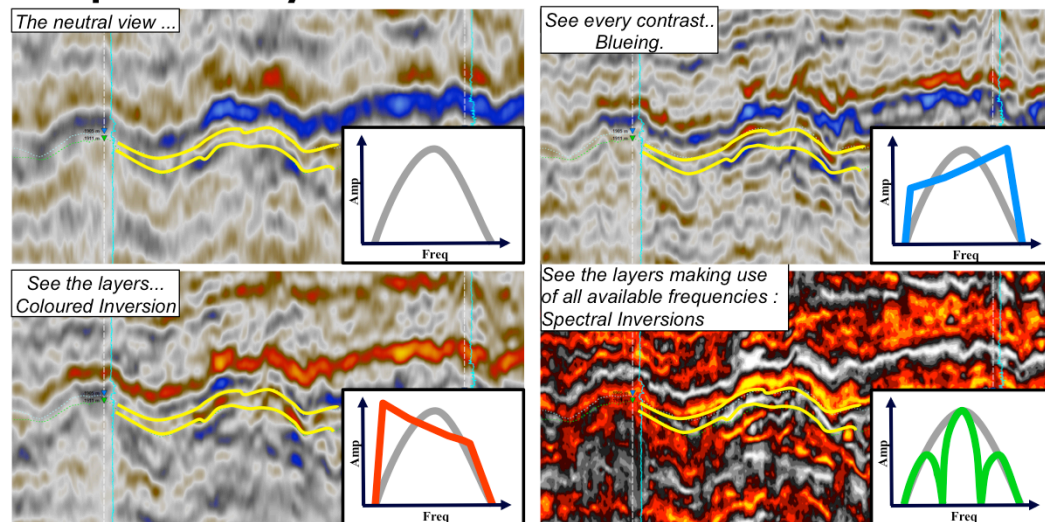 The neutral view ...
Amp
Freq
See every contrast..
Blueing.
Amp
Freq
See the layers...
Coloured Inversion
Amp
Freq
See the layers making use
of all available frequencies :
Spectral Inversions
Amp
Freq